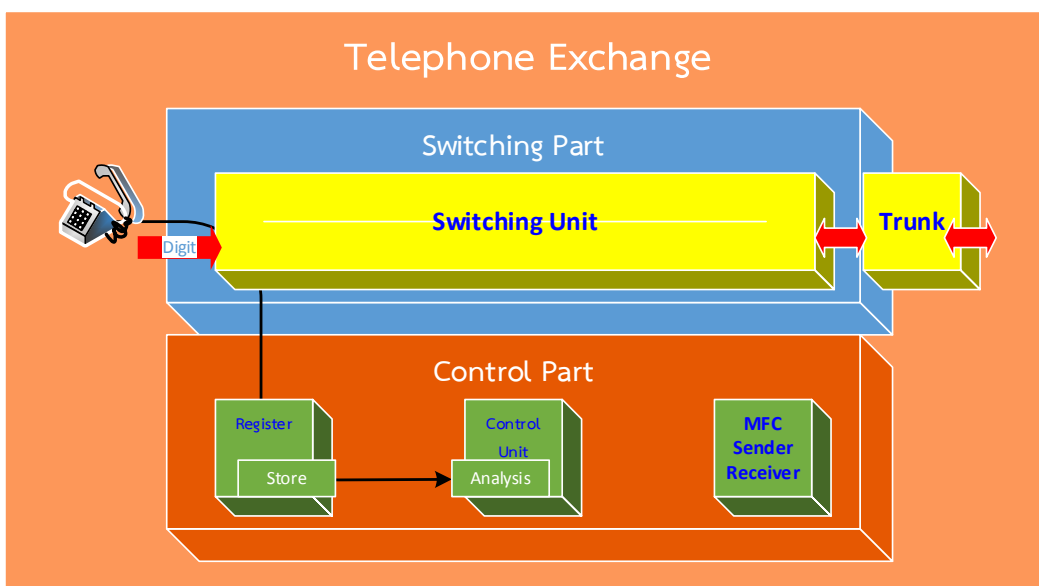 Telephone Exchange
Switching Part
Switching Unit
Trunk
Digit
Control Part
Register
Store
Control
Unit
Analysis
MFC
Sender
Receiver